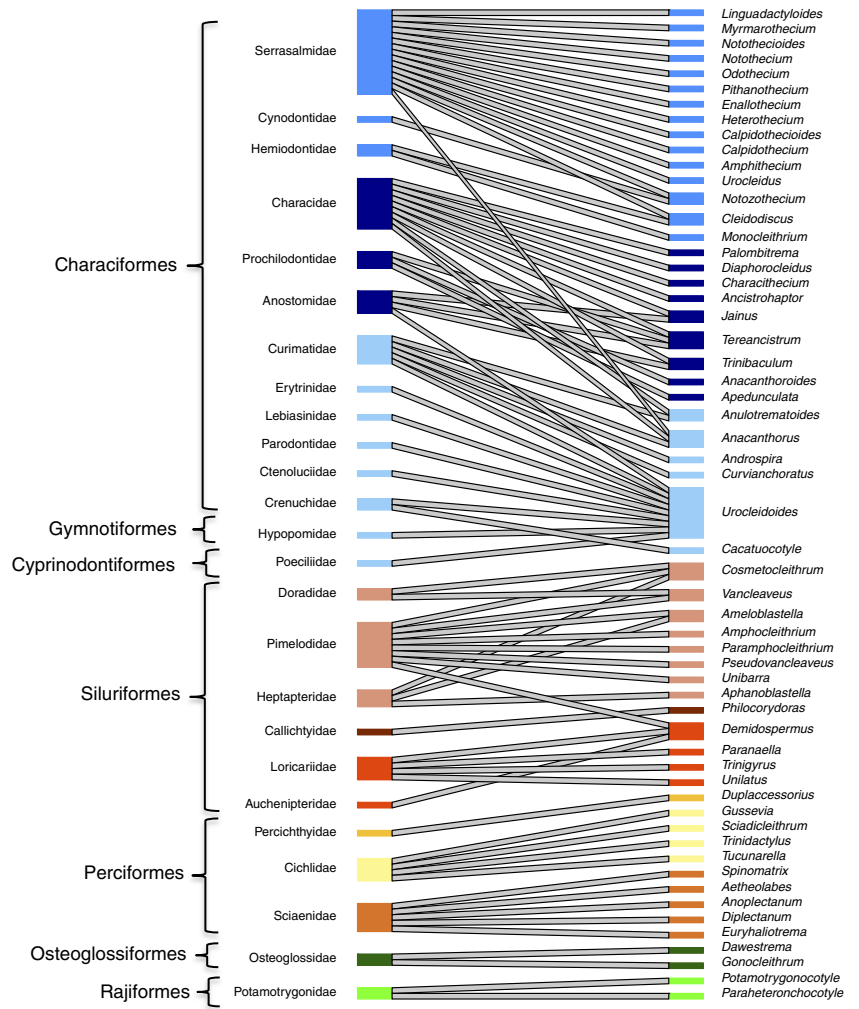 Characiformes
Gymnotiformes
Cyprinodontiformes
Siluriformes
Perciformes
Osteoglossiformes
Rajiformes
Serrasalmidae
Cynodontidae
Hemiodontidae
Characidae
Prochilodontidae
Anostomidae
Curimatidae
Erytrinidae
Lebiasinidae
Parodontidae
Ctenoluciidae
Crenuchidae
Hypopomidae
Poeciliidae
Doradidae
Pimelodidae
Heptapteridae
Callichtyidae
Loricariidae
Auchenipteridae
Percichthyidae
Cichlidae
Sciaenidae
Osteoglossidae
Potamotrygonidae
Linguadactyloides
Myrmarothecium
Notothecioides
Notothecium
Odothecium
Pithanothecium
Enallothecium
Heterothecium
Calpidothecioides
Calpidothecium
Amphithecium
Urocleidus
Notozothecium
Cleidodiscus
Monocleithrium
Palombitrema
Diaphorocleidus
Characithecium
Ancistrohaptor
Jainus
Tereancistrum
Trinibaculum
Anacanthoroides
Apedunculata
Anulotrematoides
Anacanthorus
Androspira
Curvianchoratus
Urocleidoides
Cacatuocotyle
Cosmetocleithrum
Vancleaveus
Ameloblastella
Amphocleithrium
Paramphocleithrium
Pseudovancleaveus
Unibarra
Aphanoblastella
Philocorydoras
Demidospermus
Paranaella
Trinigyrus
Unilatus
Duplaccessorius
Gussevia
Sciadicleithrum
Trinidactylus
Tucunarella
Spinomatrix
Aetheolabes
Anoplectanum
Diplectanum
Euryhaliotrema
Dawestrema
Gonocleithrum
Potamotrygonocotyle
Paraheteronchocotyle